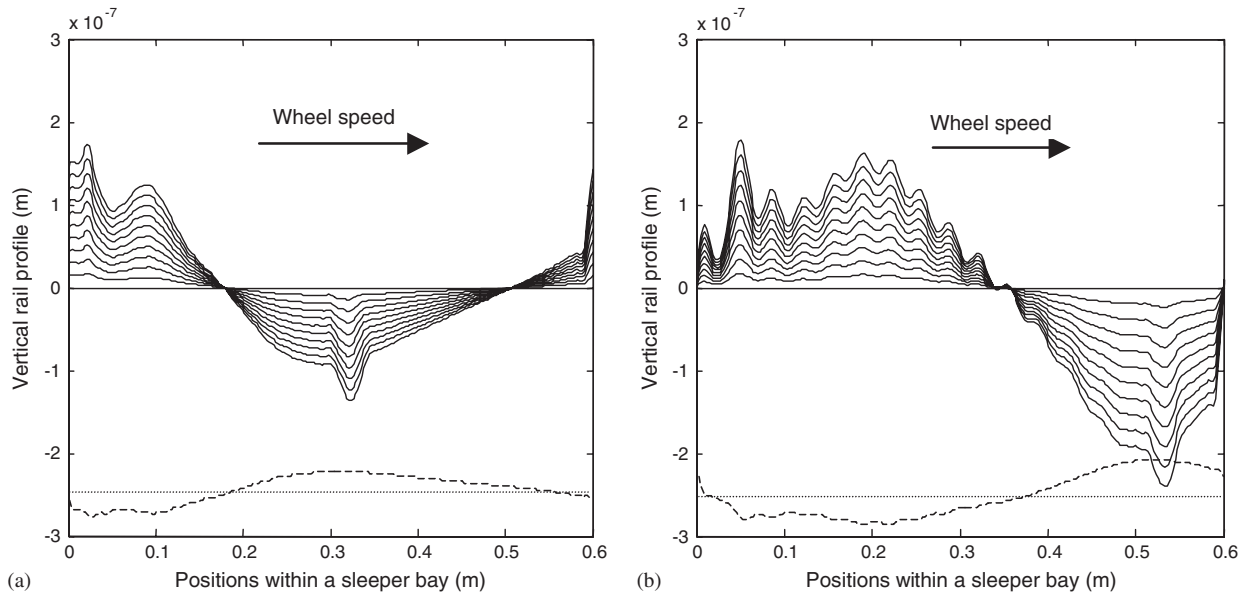 x 10⁻⁷
3
2
1
0
-1
-2
-3
Vertical rail profile (m)
Wheel speed
0 0.1 0.2 0.3 0.4 0.5 0.6
Positions within a sleeper bay (m)
(a)
x 10⁻⁷
3
2
1
0
-1
-2
-3
Vertical rail profile (m)
Wheel speed
0 0.1 0.2 0.3 0.4 0.5 0.6
Positions within a sleeper bay (m)
(b)